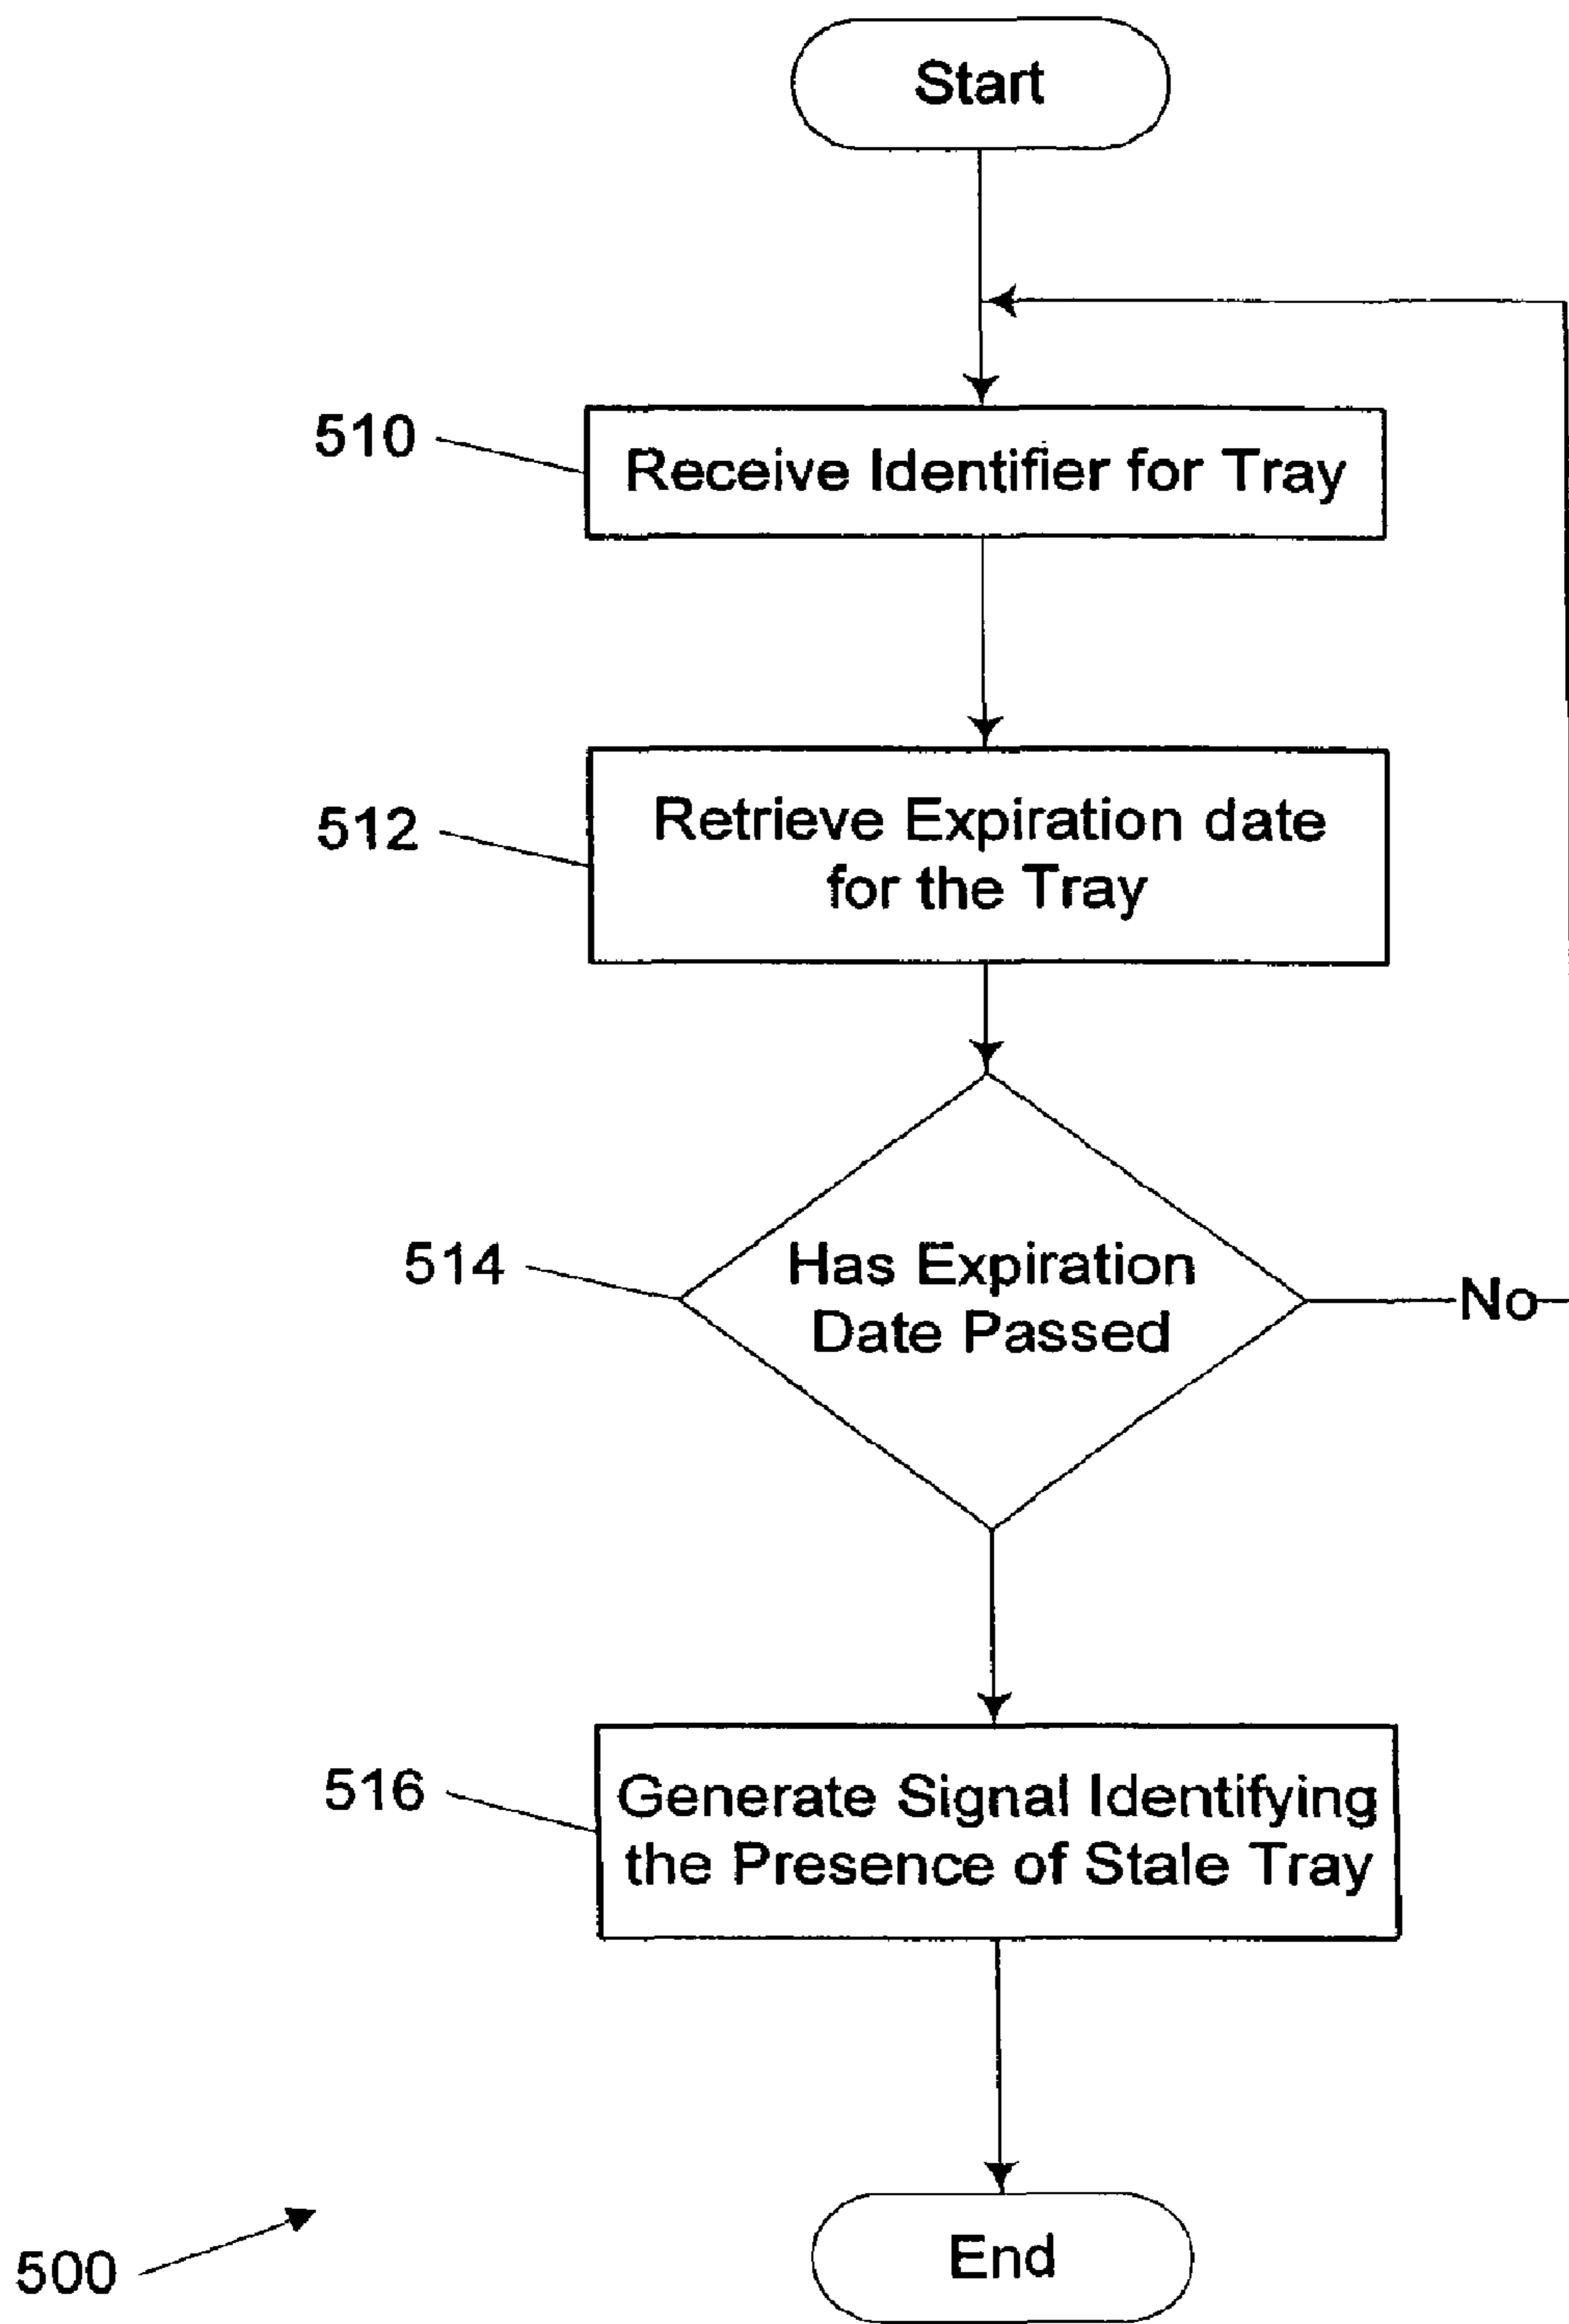 Start
510
Receive Identifier for Tray
512
Retrieve Expiration date
for the Tray
514
Has Expiration
Date Passed
No
516
Generate Signal Identifying
the Presence of Stale Tray
500
End